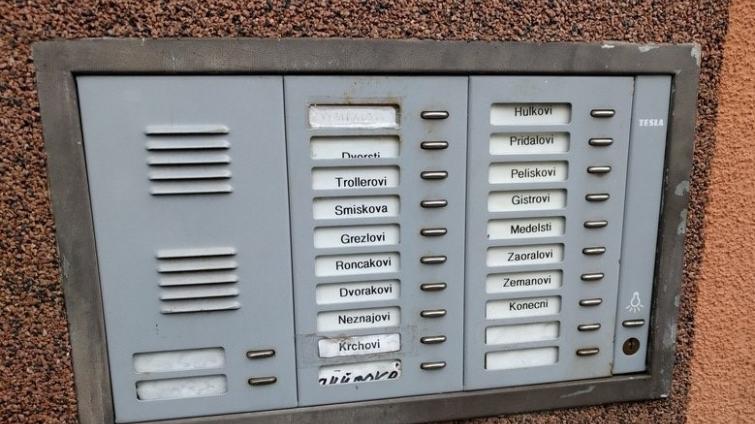 Dvorsti
Trollerovi
Smiskova
Grezlovi
Roncakovi
Dvorakovi
Neznajovi
Krchovi
Hulkovi
Pridalovi
Peliskovi
Gistrovi
Medelsti
Zaoralovi
Zemanovi
Konecni
TESLA